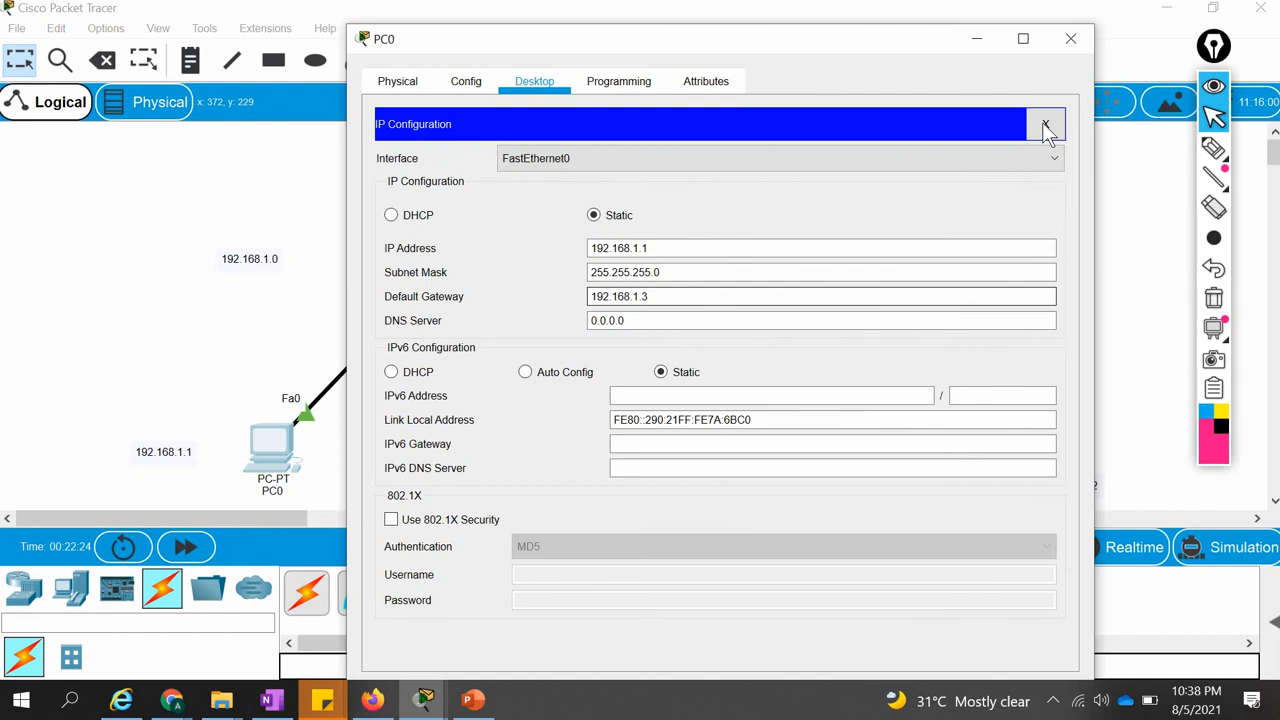 Cisco Packet Tracer
File Edit Options View Tools Extensions Help
PC0
Physical Config Desktop Programming Attributes
Logical Physical x: 372, y: 229
11:16:00
IP Configuration X
Interface FastEthernet0
IP Configuration
DHCP Static
IP Address 192.168.1.1
Subnet Mask 255.255.255.0
Default Gateway 192.168.1.3
DNS Server 0.0.0.0
IPv6 Configuration
DHCP Auto Config Static
IPv6 Address /
Link Local Address FE80::290:21FF:FE7A:6BC0
IPv6 Gateway
IPv6 DNS Server
802.1X
Use 802.1X Security
Authentication MD5
Username
Password
192.168.1.0
Fa0
192.168.1.1
PC-PT
PC0
2
Time: 00:22:24
Realtime Simulation
31°C Mostly clear
10:38 PM
8/5/2021